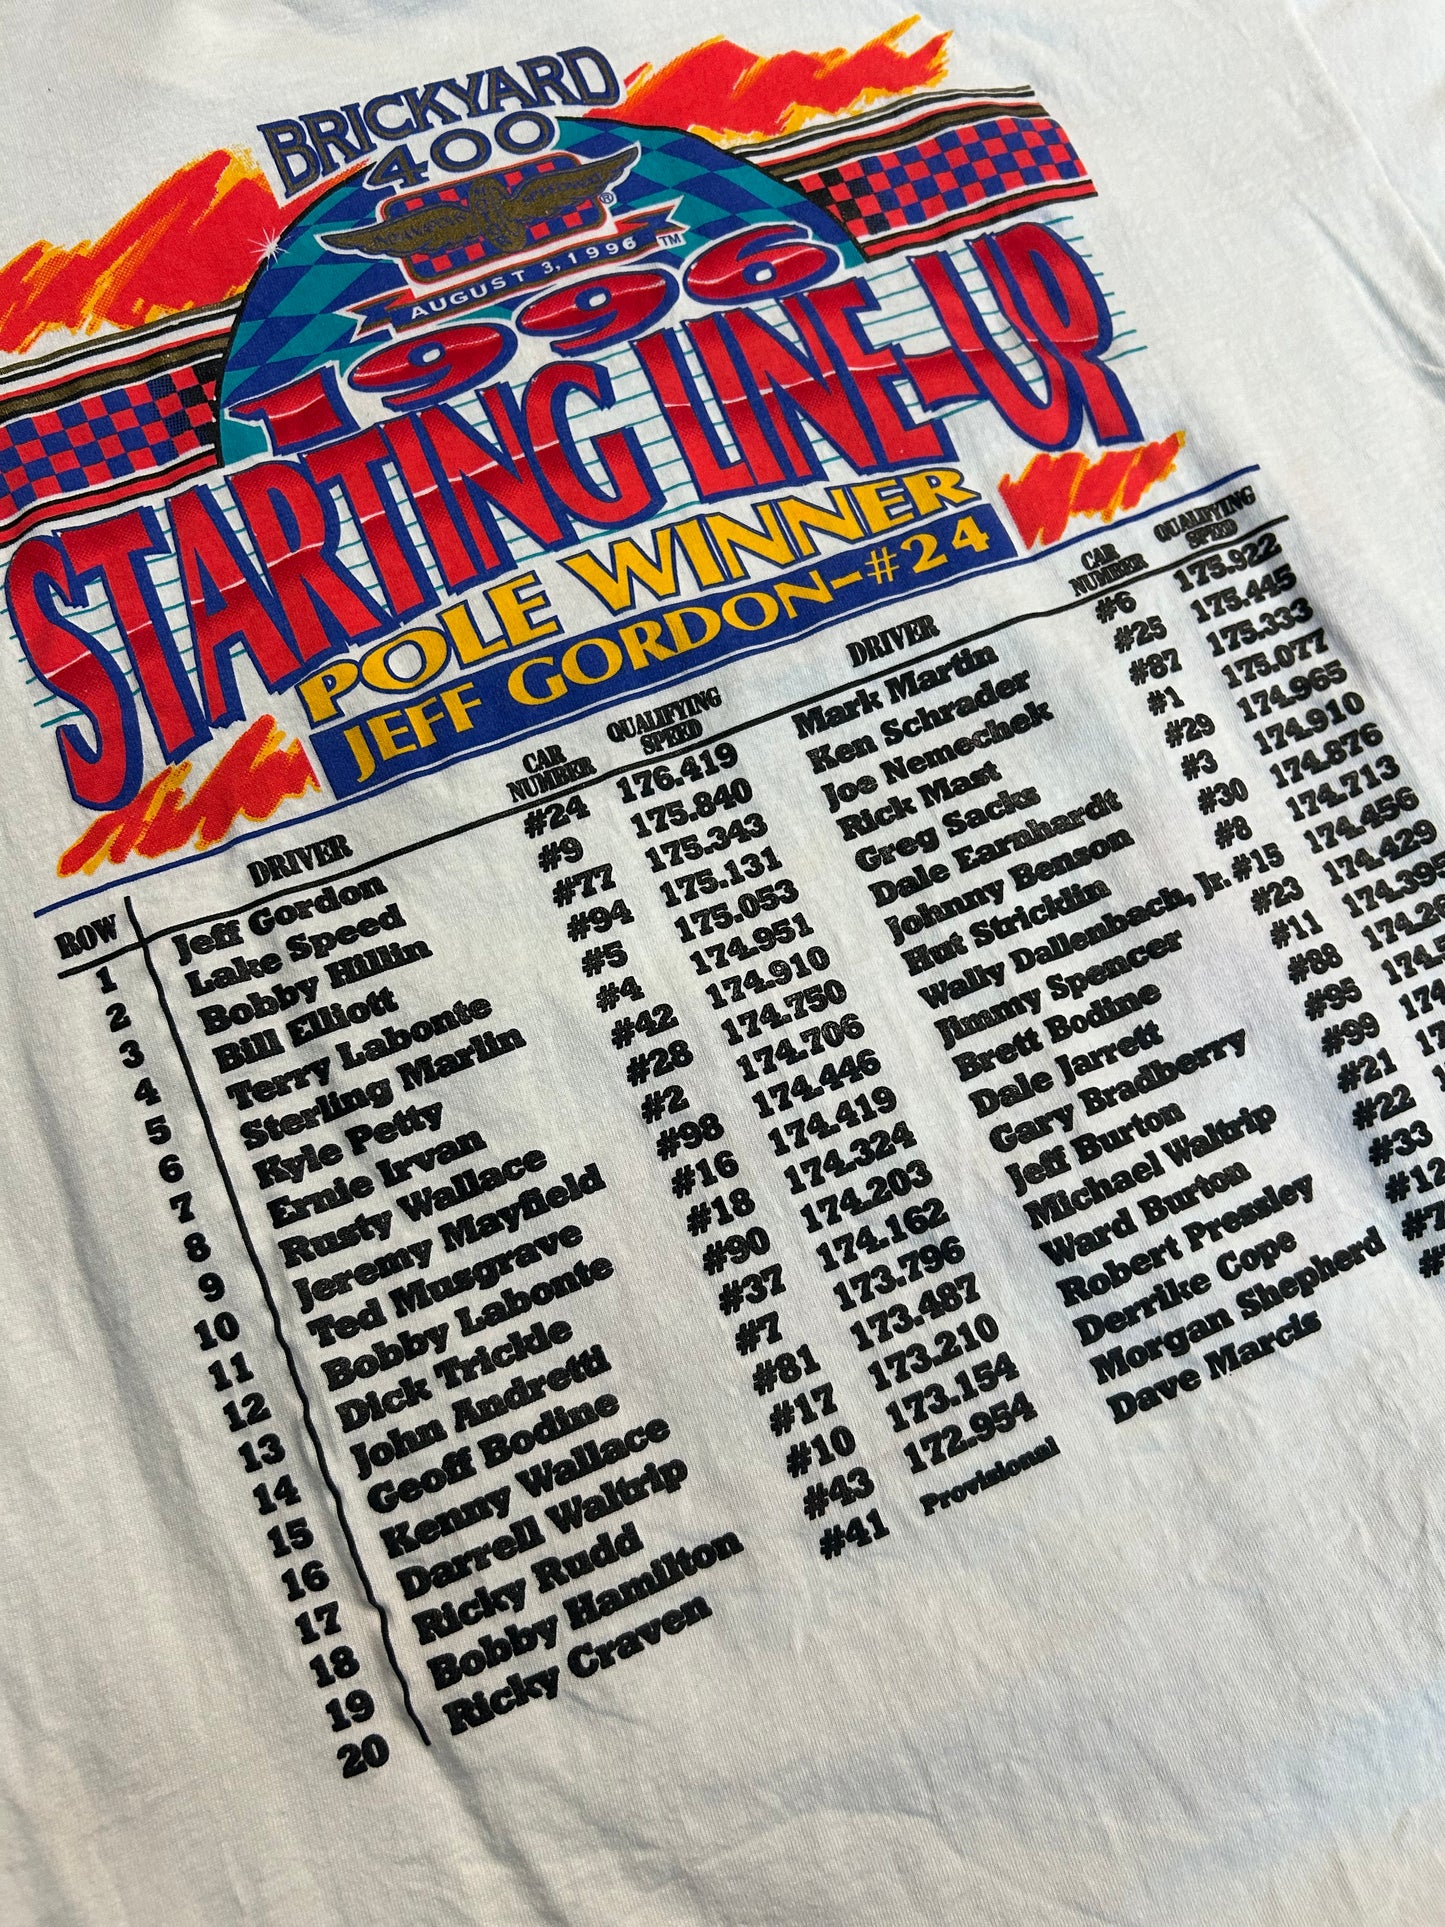 BRICKYARD
400
®
AUGUST 3, 1996 ™
1996
STARTING LINE-UP
POLE WINNER
JEFF GORDON-#24
ROW DRIVER CAR NUMBER QUALIFYING SPEED DRIVER CAR NUMBER QUALIFYING SPEED
1 Jeff Gordon #24 176.419 Mark Martin #6 175.922
2 Lake Speed #9 175.840 Ken Schrader #25 175.445
3 Bobby Hillin #77 175.343 Joe Nemechek #87 175.333
4 Bill Elliott #94 175.131 Rick Mast #1 175.077
5 Terry Labonte #5 175.053 Greg Sacks #29 174.965
6 Sterling Marlin #4 174.951 Dale Earnhardt #3 174.910
7 Kyle Petty #42 174.910 Johnny Benson #30 174.876
8 Ernie Irvan #28 174.750 Hut Stricklin #8 174.713
9 Rusty Wallace #2 174.706 Wally Dallenbach, Jr. #15 174.456
10 Jeremy Mayfield #98 174.446 Jimmy Spencer #23 174.429
11 Ted Musgrave #16 174.419 Brett Bodine #11 174.395
12 Bobby Labonte #18 174.324 Dale Jarrett #88
13 Dick Trickle #90 174.203 Gary Bradberry #95
14 John Andretti #37 174.162 Jeff Burton #99
15 Geoff Bodine #7 173.796 Michael Waltrip #21
16 Kenny Wallace #81 173.487 Ward Burton #22
17 Darrell Waltrip #17 173.210 Robert Pressley #33
18 Ricky Rudd #10 173.154 Derrike Cope #12
19 Bobby Hamilton #43 172.954 Morgan Shepherd
20 Ricky Craven #41 Provisional Dave Marcis